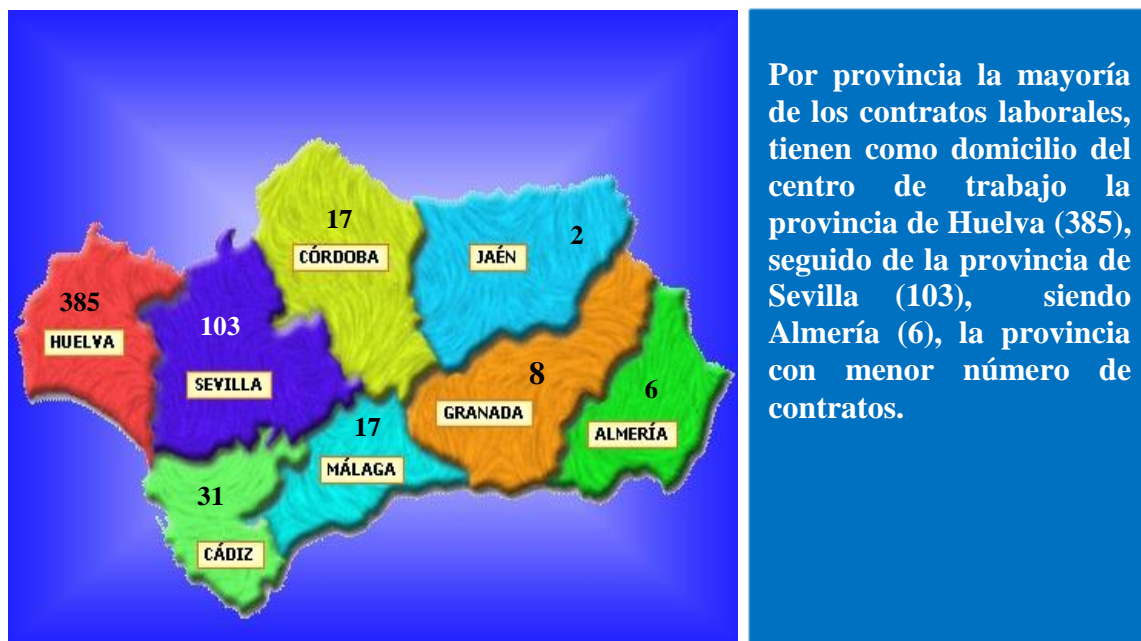 17
CÓRDOBA
2
JAÉN
385
HUELVA
103
SEVILLA
8
GRANADA
6
ALMERÍA
17
MÁLAGA
31
CÁDIZ
Por provincia la mayoría
de los contratos laborales,
tienen como domicilio del
centro de trabajo la
provincia de Huelva (385),
seguido de la provincia de
Sevilla (103), siendo
Almería (6), la provincia
con menor número de
contratos.